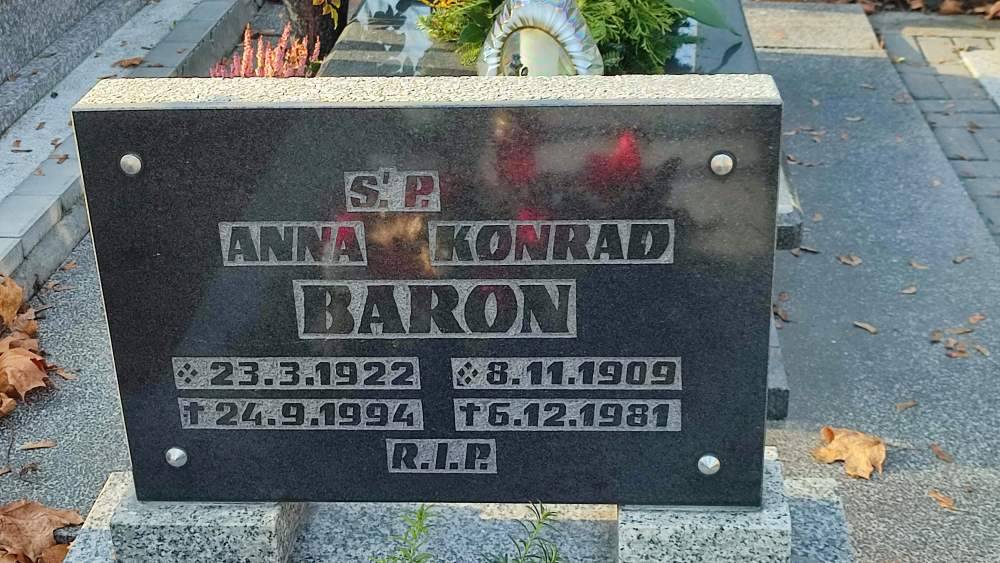 Ś.P.
ANNA KONRAD
BARON
23.3.1922 8.11.1909
✝24.9.1994 ✝6.12.1981
R.I.P.